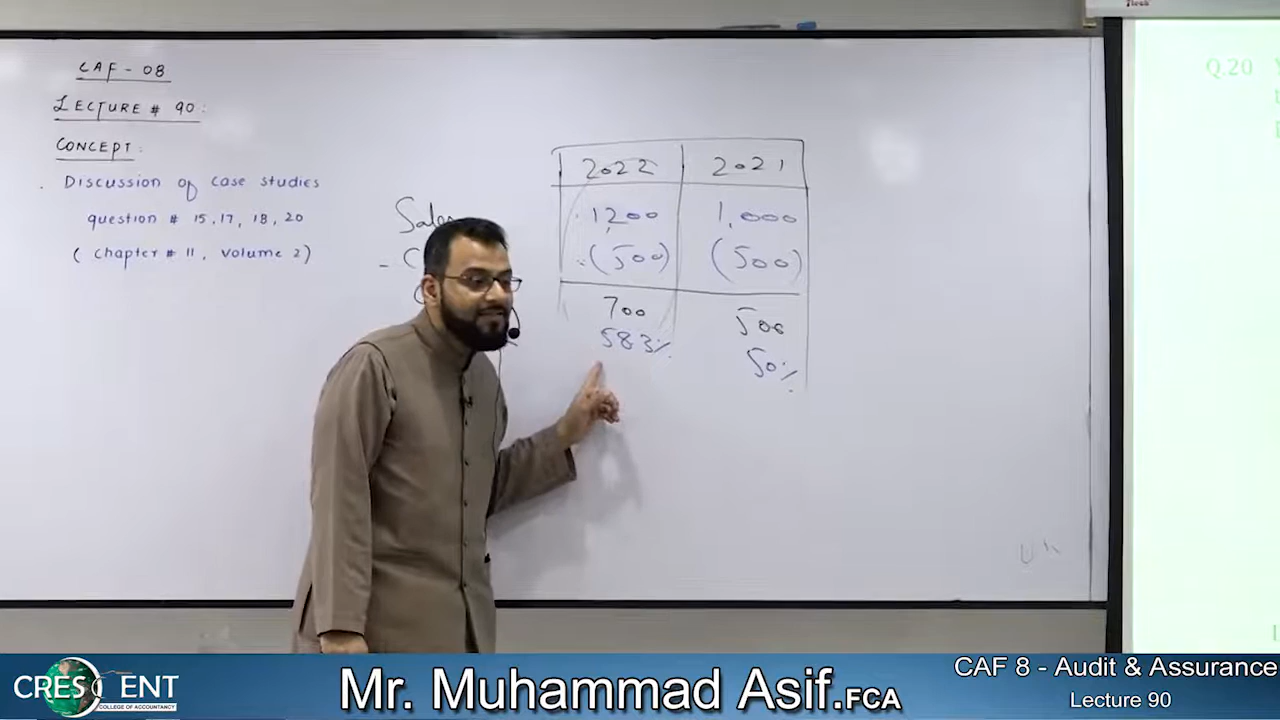 CAF - 08
LECTURE # 90:
CONCEPT:
Discussion of case studies
question # 15, 17, 18, 20
( chapter # 11, volume 2 )
2022 2021
Sales 1,200 1,000
- C (500) (500)
700 500
583% 50%
Q.20
CRESCENT
COLLEGE OF ACCOUNTANCY
Mr. Muhammad Asif.FCA
CAF 8 - Audit & Assurance
Lecture 90